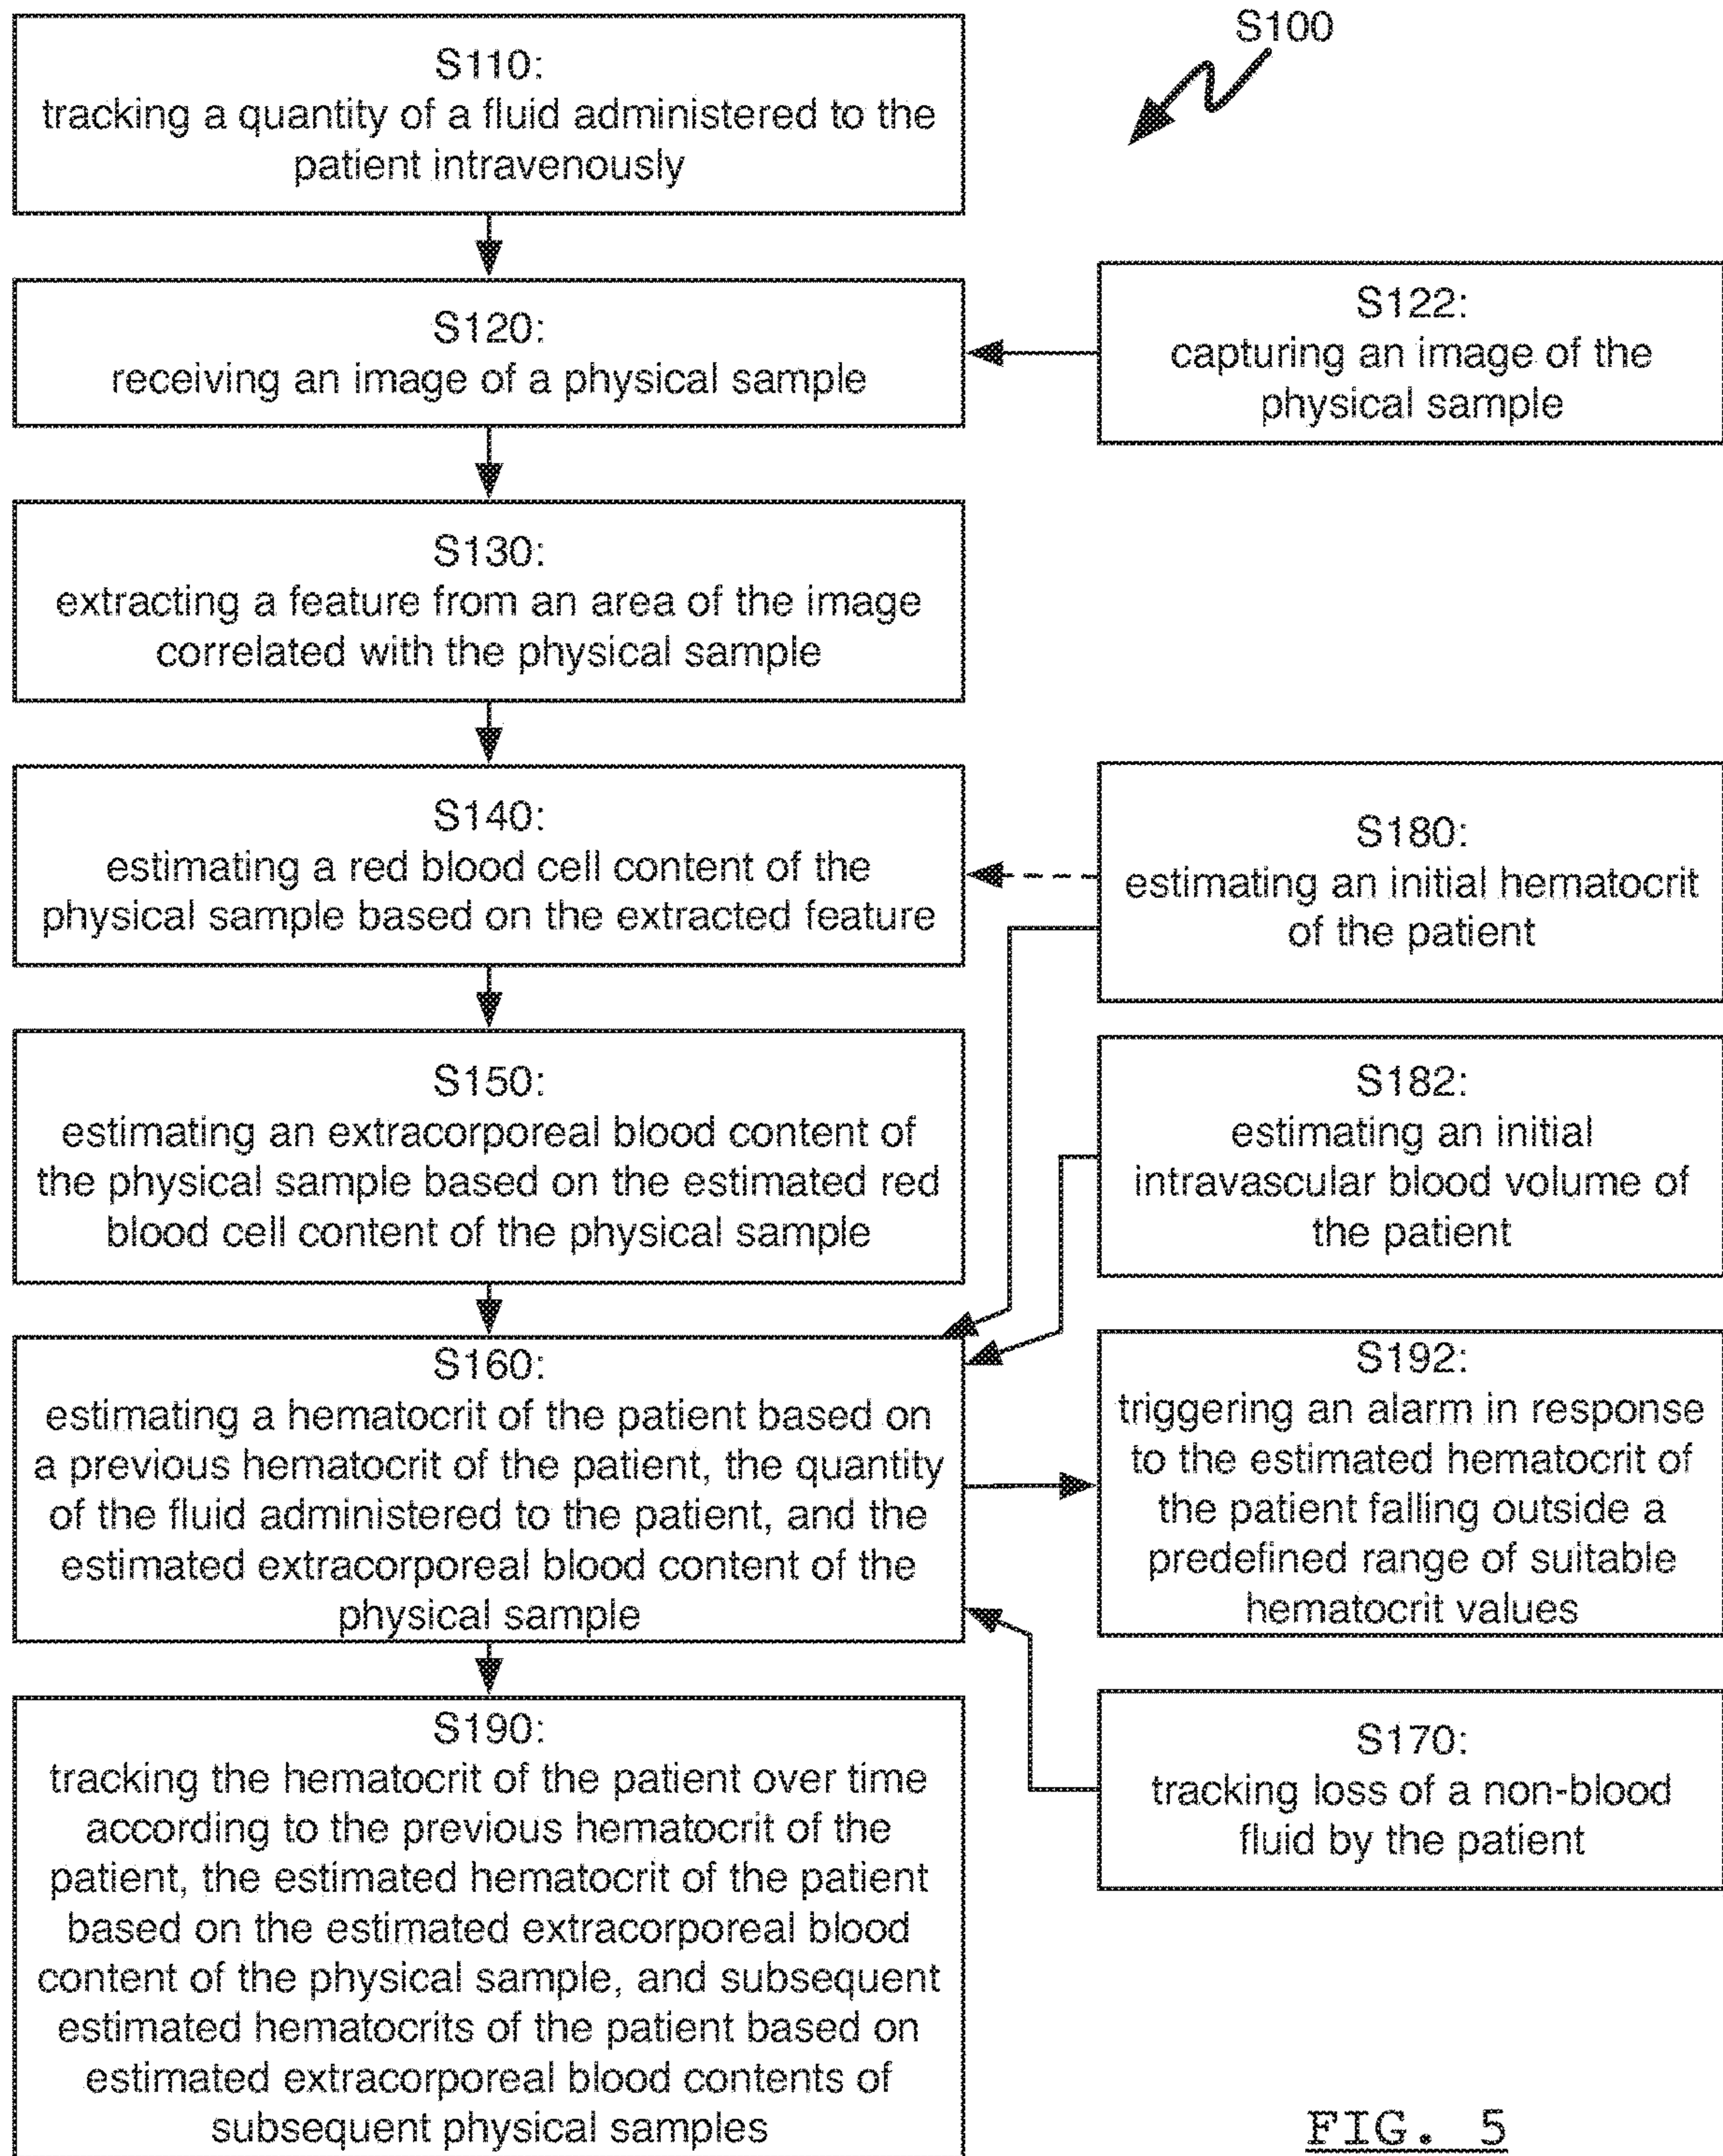 S100
S110:
tracking a quantity of a fluid administered to the
patient intravenously
S120:
receiving an image of a physical sample
S122:
capturing an image of the
physical sample
S130:
extracting a feature from an area of the image
correlated with the physical sample
S140:
estimating a red blood cell content of the
physical sample based on the extracted feature
S180:
estimating an initial hematocrit
of the patient
S150:
estimating an extracorporeal blood content of
the physical sample based on the estimated red
blood cell content of the physical sample
S182:
estimating an initial
intravascular blood volume of
the patient
S160:
estimating a hematocrit of the patient based on
a previous hematocrit of the patient, the quantity
of the fluid administered to the patient, and the
estimated extracorporeal blood content of the
physical sample
S192:
triggering an alarm in response
to the estimated hematocrit of
the patient falling outside a
predefined range of suitable
hematocrit values
S190:
tracking the hematocrit of the patient over time
according to the previous hematocrit of the
patient, the estimated hematocrit of the patient
based on the estimated extracorporeal blood
content of the physical sample, and subsequent
estimated hematocrits of the patient based on
estimated extracorporeal blood contents of
subsequent physical samples
S170:
tracking loss of a non-blood
fluid by the patient
FIG. 5